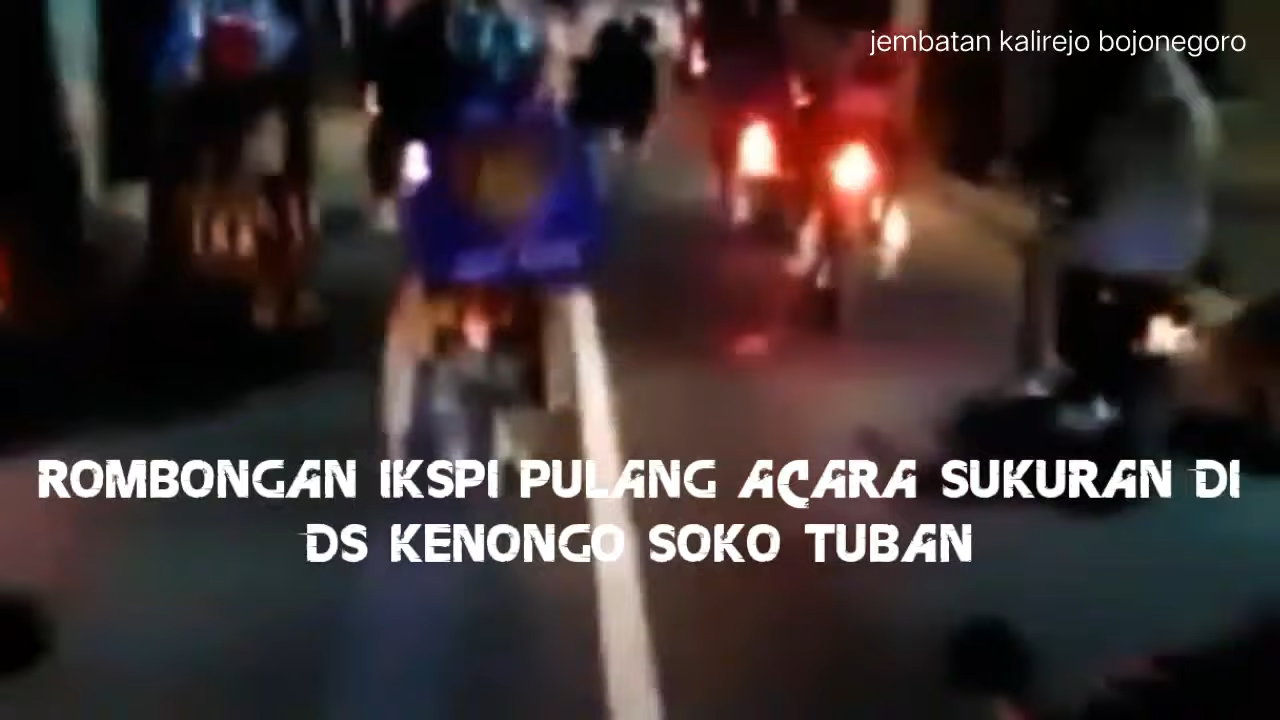 jembatan kalirejo bojonegoro
ROMBONGAN IKSPI PULANG ACARA SUKURAN DI
DS KENONGO SOKO TUBAN